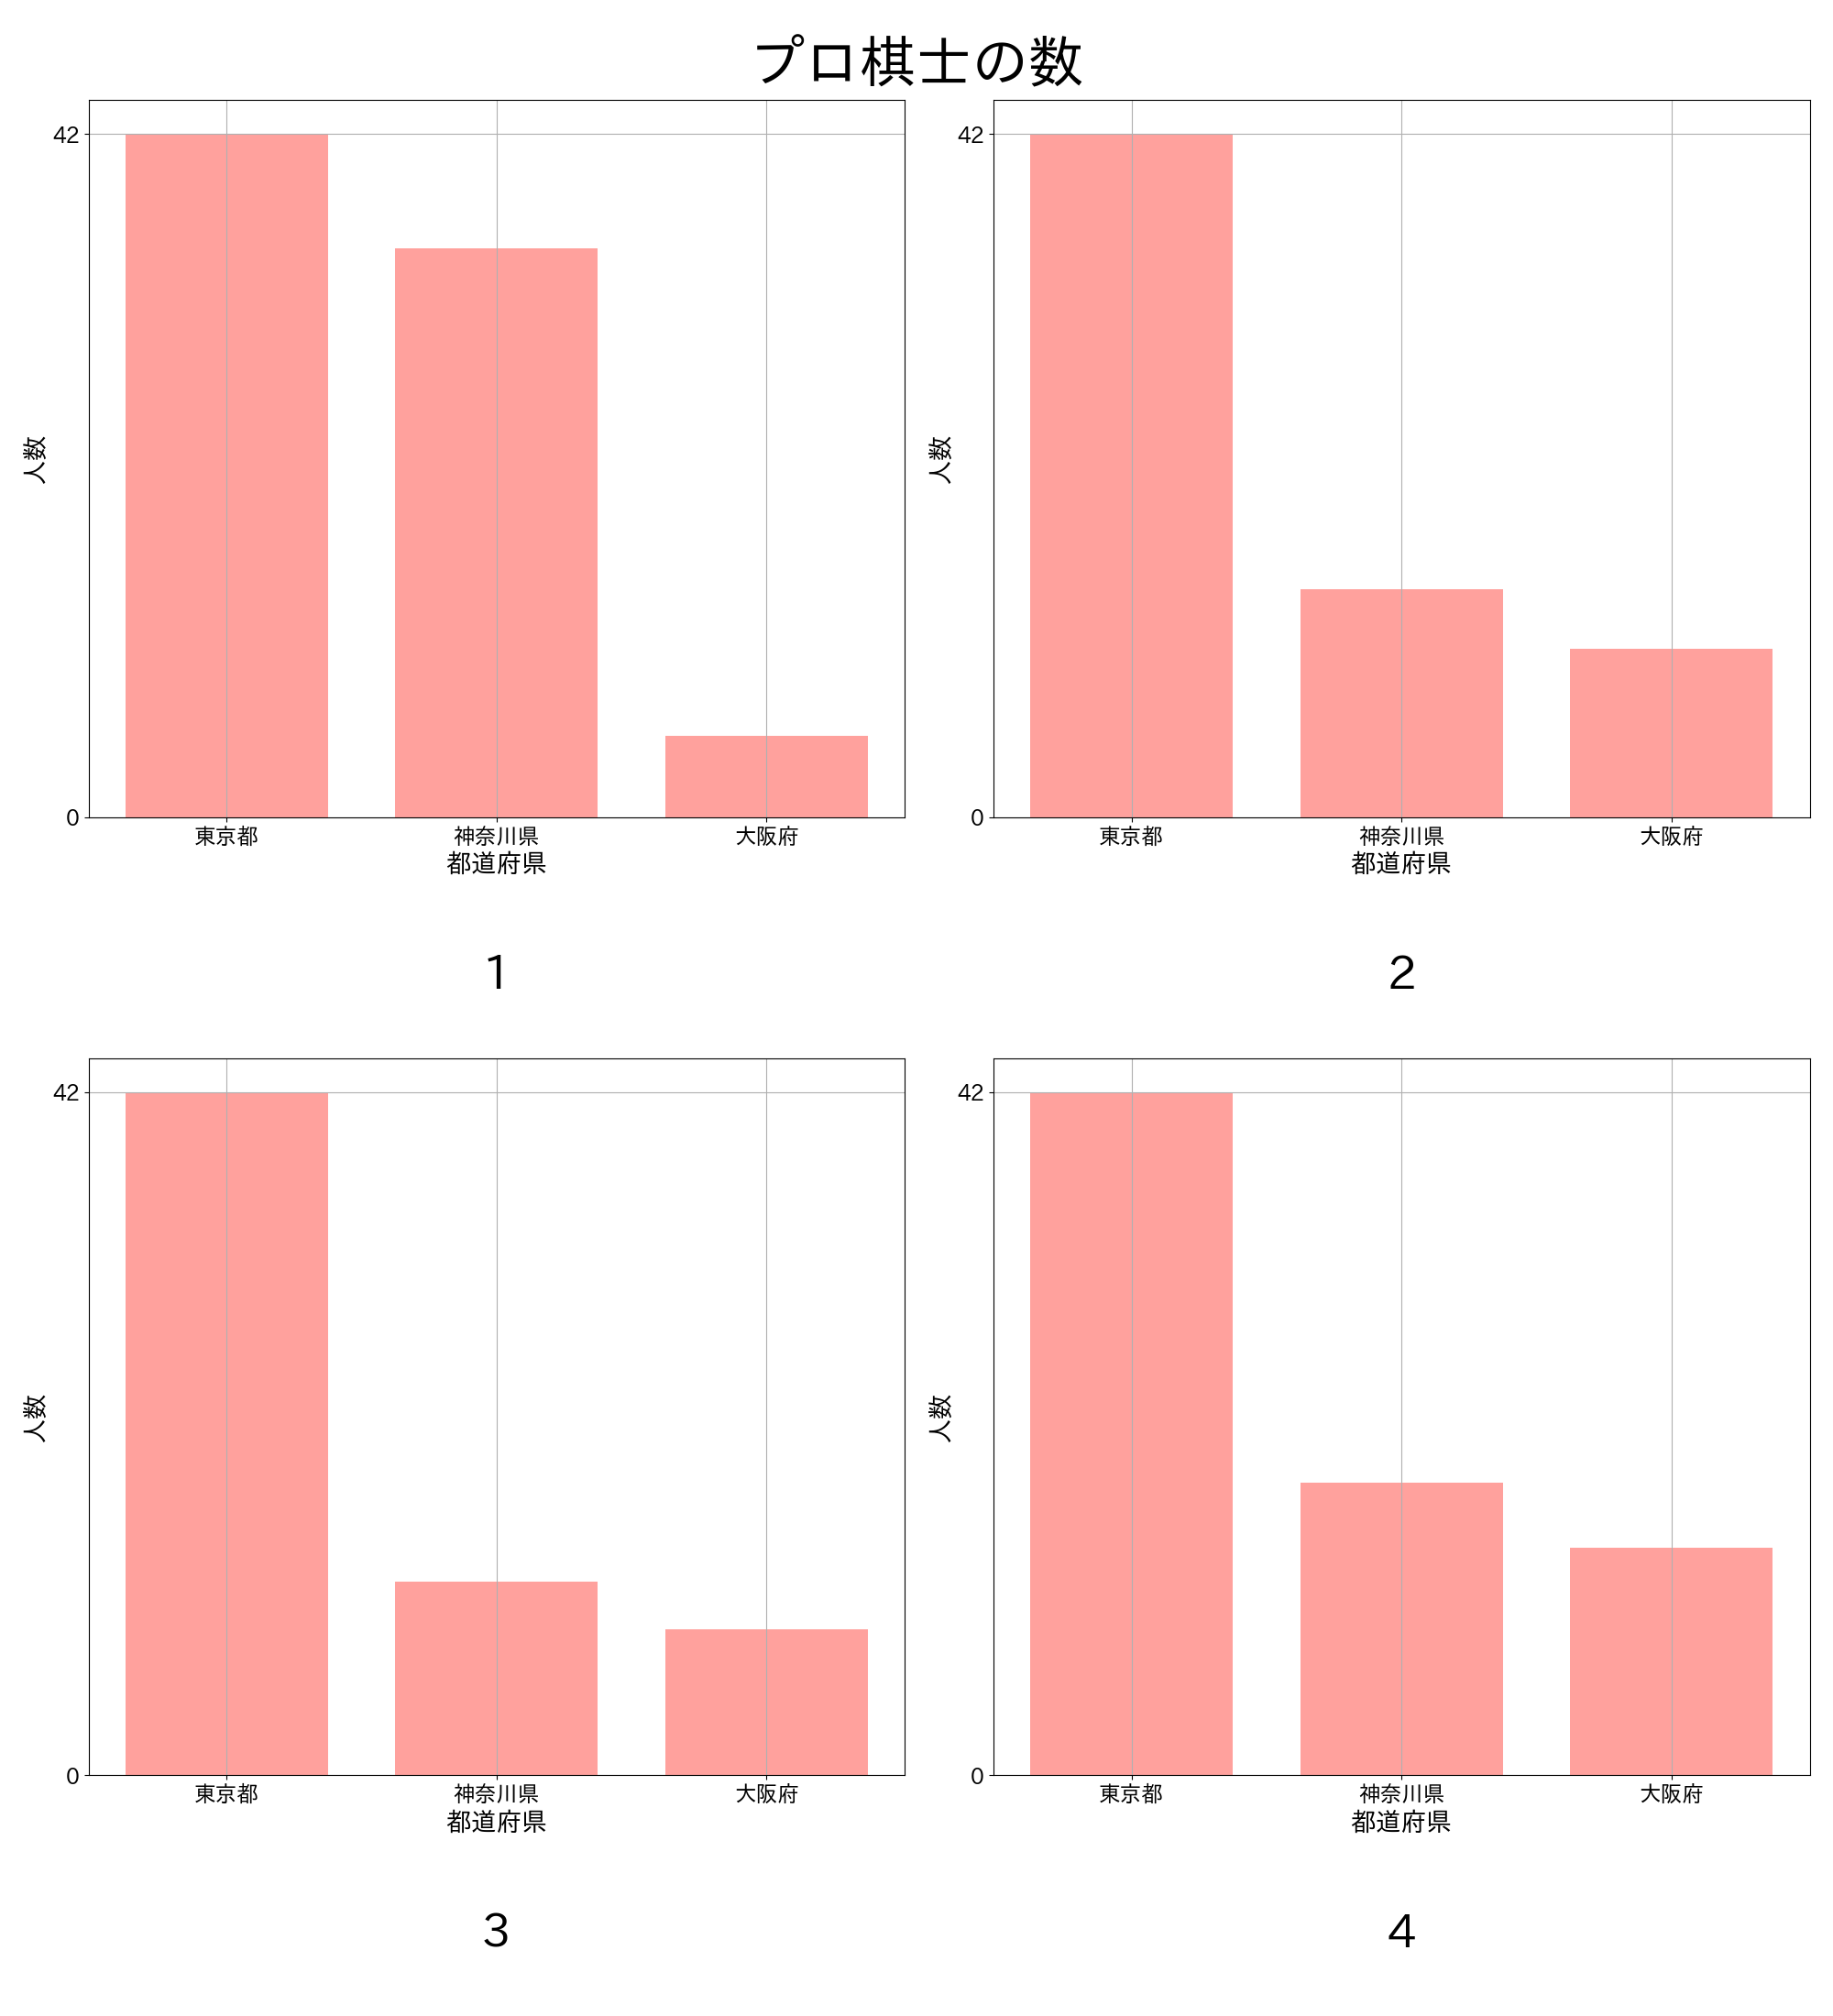 プロ棋士の数
42
人数
0
東京都 神奈川県 大阪府
都道府県
1
42
人数
0
東京都 神奈川県 大阪府
都道府県
2
42
人数
0
東京都 神奈川県 大阪府
都道府県
3
42
人数
0
東京都 神奈川県 大阪府
都道府県
4